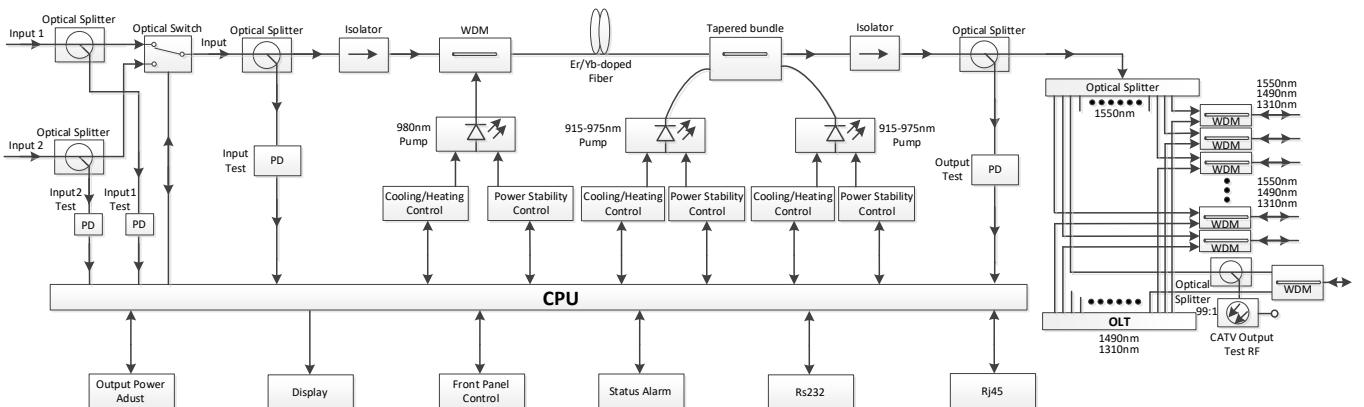 Optical Splitter
Input 1
Optical Switch
Input
Optical Splitter
Isolator
WDM
Er/Yb-doped
Fiber
Tapered bundle
Isolator
Optical Splitter
Optical Splitter
Input 2
Input2
Test
PD
Input1
Test
PD
Input
Test
PD
980nm
Pump
915-975nm
Pump
915-975nm
Pump
Output
Test
PD
Cooling/Heating
Control
Power Stability
Control
Cooling/Heating
Control
Power Stability
Control
Cooling/Heating
Control
Power Stability
Control
CPU
Output Power
Adust
Display
Front Panel
Control
Status Alarm
Rs232
Rj45
Optical Splitter
1550nm
1550nm
1490nm
1310nm
WDM
WDM
WDM
1550nm
1490nm
1310nm
WDM
WDM
Optical
Splitter
99:1
WDM
OLT
1490nm
1310nm
CATV Output
Test RF